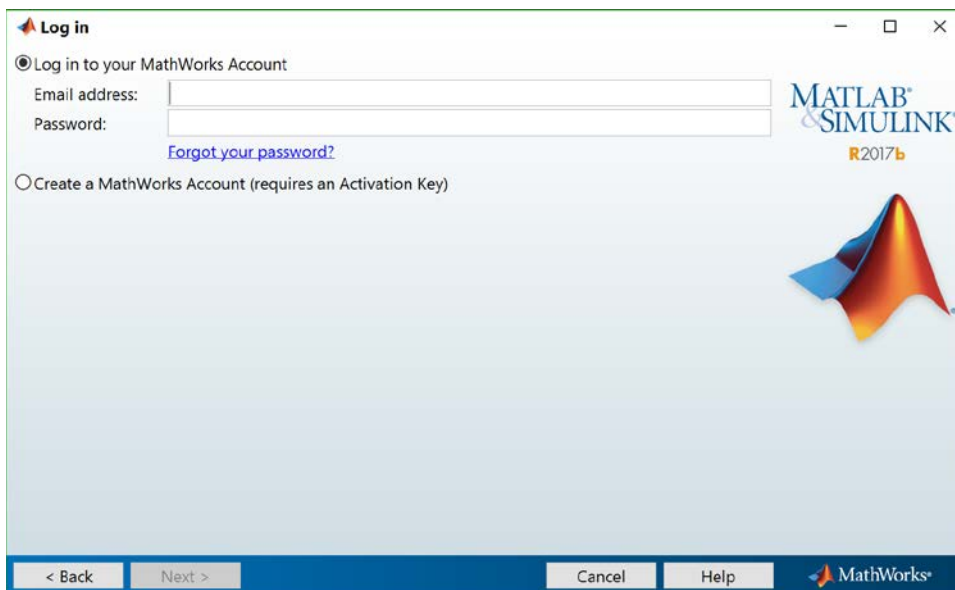 Log in
Log in to your MathWorks Account
Email address:
Password:
Forgot your password?
Create a MathWorks Account (requires an Activation Key)
MATLAB®
&SIMULINK®
R2017b
< Back
Next >
Cancel
Help
MathWorks®